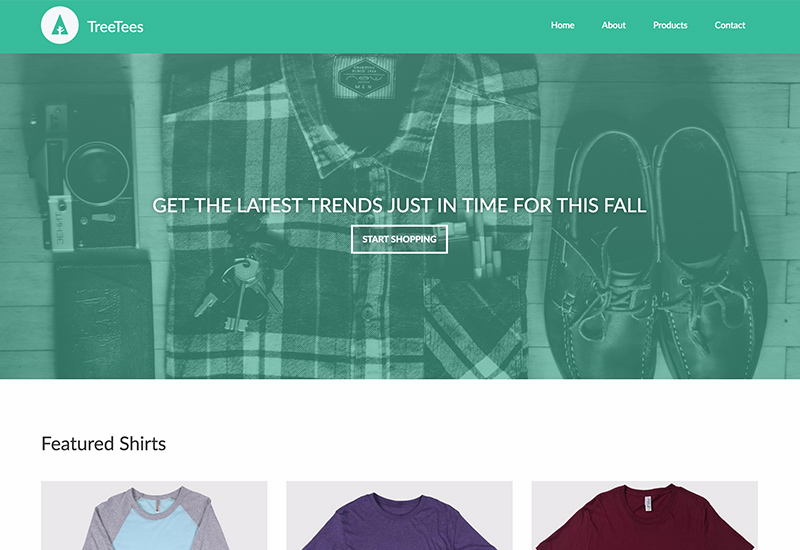 TreeTees
Home
About
Products
Contact
MEN
GET THE LATEST TRENDS JUST IN TIME FOR THIS FALL
START SHOPPING
Featured Shirts